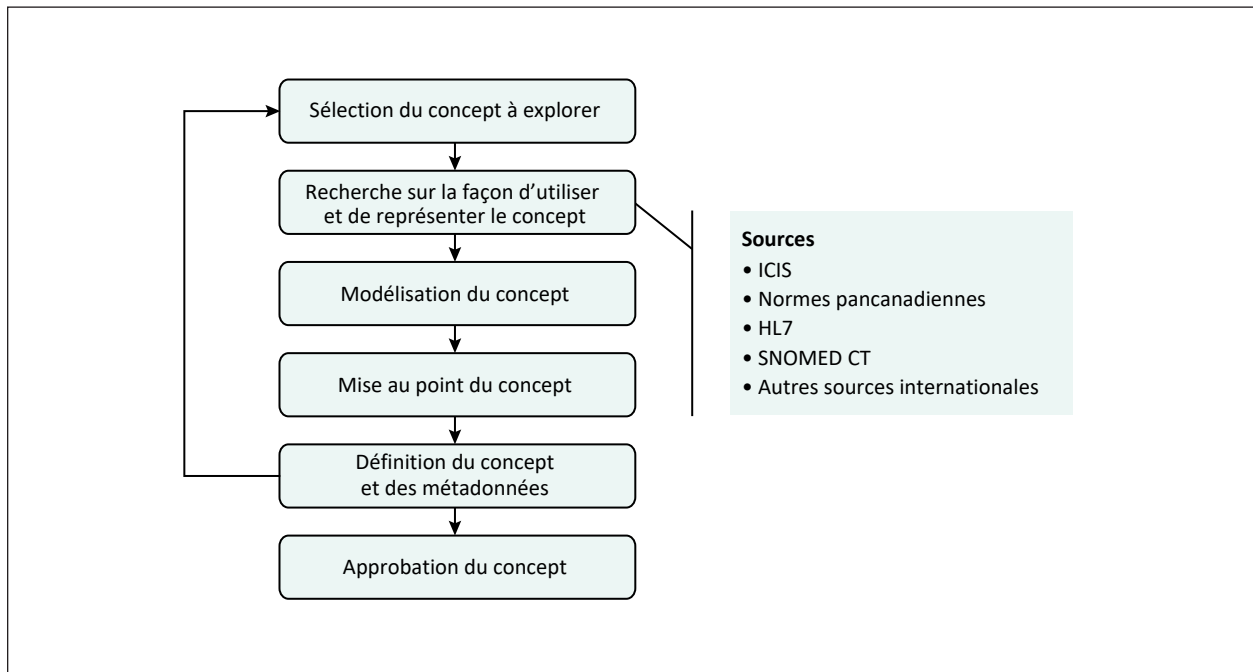 Sélection du concept à explorer
Recherche sur la façon d’utiliser
et de représenter le concept
Modélisation du concept
Mise au point du concept
Définition du concept
et des métadonnées
Approbation du concept
Sources
• ICIS
• Normes pancanadiennes
• HL7
• SNOMED CT
• Autres sources internationales